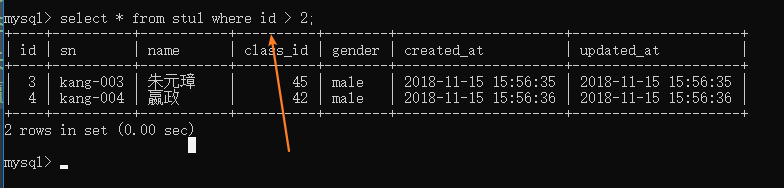 mysql> select * from stu1 where id > 2;
+----+----------+--------+----------+--------+---------------------+---------------------+
| id | sn | name | class_id | gender | created_at | updated_at |
+----+----------+--------+----------+--------+---------------------+---------------------+
| 3 | kang-003 | 朱元璋 | 45 | male | 2018-11-15 15:56:35 | 2018-11-15 15:56:35 |
| 4 | kang-004 | 嬴政 | 42 | male | 2018-11-15 15:56:36 | 2018-11-15 15:56:36 |
+----+----------+--------+----------+--------+---------------------+---------------------+
2 rows in set (0.00 sec)
mysql>